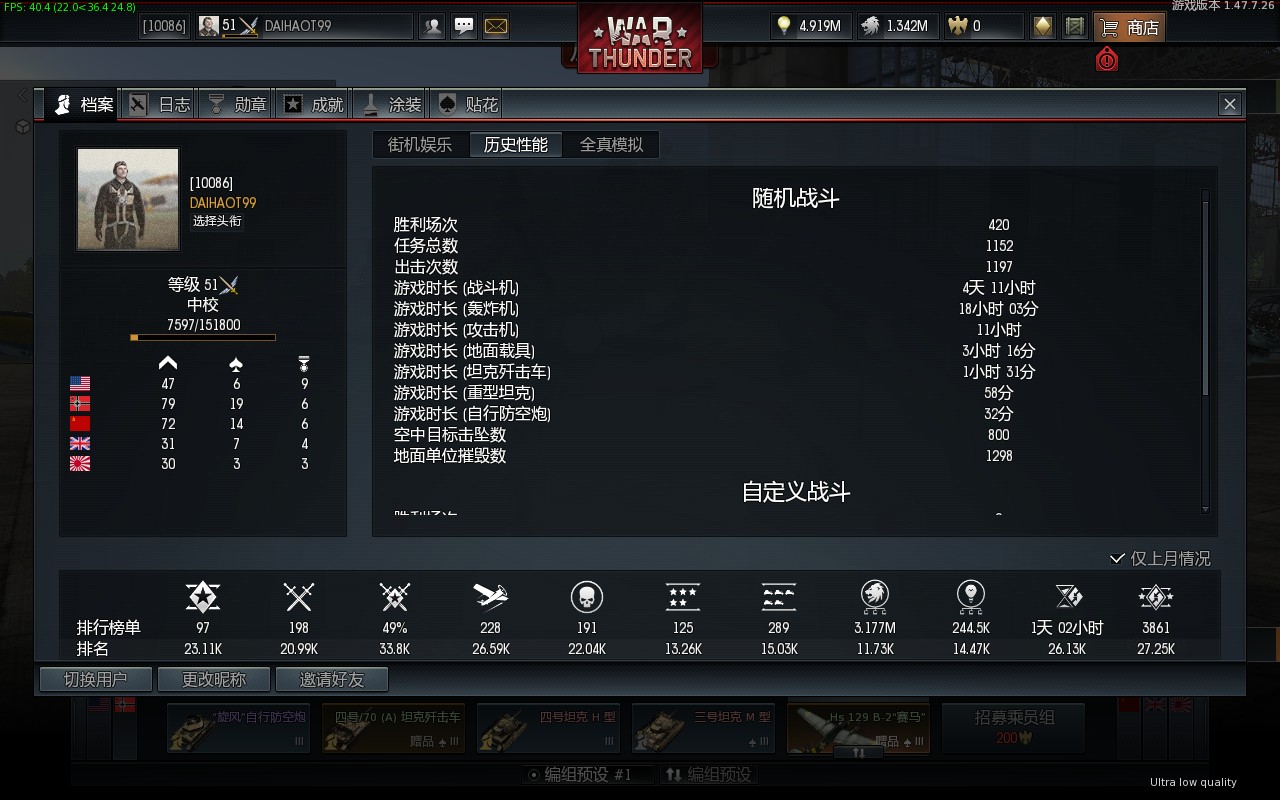 FPS: 40.4 (22.0<36.4 24.8)
游戏版本 1.47.7.26
[10086] 51 DAIHAOT99
WAR THUNDER
4.919M 1.342M 0 商店
档案 日志 勋章 成就 涂装 贴花
街机娱乐 历史性能 全真模拟
[10086]
DAIHAOT99
选择头衔
等级 51
中校
7597/151800
47 6 9
79 19 6
72 14 6
31 7 4
30 3 3
随机战斗
胜利场次 420
任务总数 1152
出击次数 1197
游戏时长 (战斗机) 4天 11小时
游戏时长 (轰炸机) 18小时 03分
游戏时长 (攻击机) 11小时
游戏时长 (地面载具) 3小时 16分
游戏时长 (坦克歼击车) 1小时 31分
游戏时长 (重型坦克) 58分
游戏时长 (自行防空炮) 32分
空中目标击坠数 800
地面单位摧毁数 1298
自定义战斗
胜利场次
仅上月情况
排行榜单 97 198 49% 228 191 125 289 3.177M 244.5K 1天 02小时 3861
排名 23.11K 20.99K 33.8K 26.59K 22.04K 13.26K 15.03K 11.73K 14.47K 26.13K 27.25K
切换用户 更改昵称 邀请好友
"旋风"自行防空炮 III
四号/70 (A) 坦克歼击车 赠品 ♠ III
四号坦克 H 型 III
三号坦克 M 型 ♠ III
Hs 129 B-2"赛马" 赠品 ♠ III
招募乘员组
200
编组预设 #1 编组预设
Ultra low quality